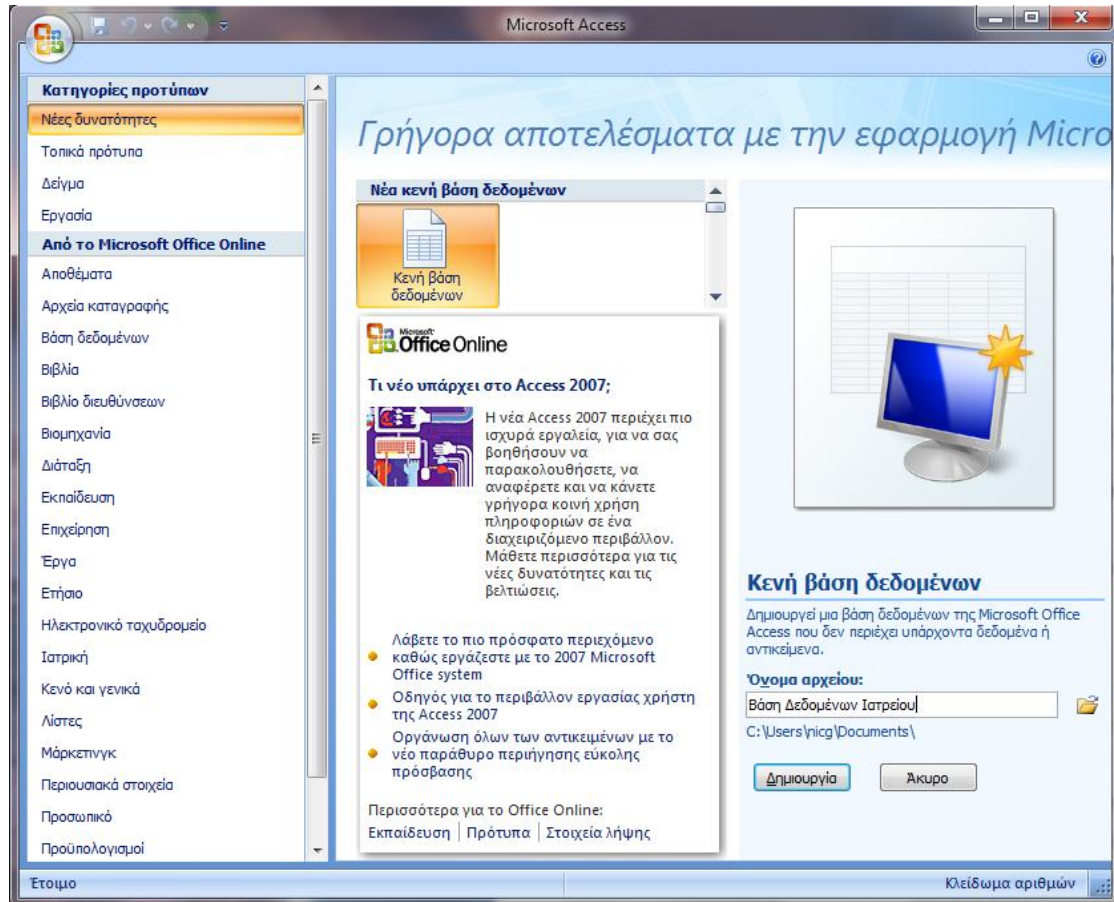 Microsoft Access
Κατηγορίες προτύπων
Νέες δυνατότητες
Τοπικά πρότυπα
Δείγμα
Εργασία
Από το Microsoft Office Online
Αποθέματα
Αρχεία καταγραφής
Βάση δεδομένων
Βιβλία
Βιβλίο διευθύνσεων
Βιομηχανία
Διάταξη
Εκπαίδευση
Επιχείρηση
Έργα
Ετήσιο
Ηλεκτρονικό ταχυδρομείο
Ιατρική
Κενό και γενικά
Λίστες
Μάρκετινγκ
Περιουσιακά στοιχεία
Προσωπικό
Προϋπολογισμοί
Γρήγορα αποτελέσματα με την εφαρμογή Micro
Νέα κενή βάση δεδομένων
Κενή βάση
δεδομένων
Microsoft
Office Online
Τι νέο υπάρχει στο Access 2007;
Η νέα Access 2007 περιέχει πιο
ισχυρά εργαλεία, για να σας
βοηθήσουν να
παρακολουθήσετε, να
αναφέρετε και να κάνετε
γρήγορα κοινή χρήση
πληροφοριών σε ένα
διαχειριζόμενο περιβάλλον.
Μάθετε περισσότερα για τις
νέες δυνατότητες και τις
βελτιώσεις.
Λάβετε το πιο πρόσφατο περιεχόμενο
καθώς εργάζεστε με το 2007 Microsoft
Office system
Οδηγός για το περιβάλλον εργασίας χρήστη
της Access 2007
Οργάνωση όλων των αντικειμένων με το
νέο παράθυρο περιήγησης εύκολης
πρόσβασης
Περισσότερα για το Office Online:
Εκπαίδευση | Πρότυπα | Στοιχεία λήψης
Κενή βάση δεδομένων
Δημιουργεί μια βάση δεδομένων της Microsoft Office
Access που δεν περιέχει υπάρχοντα δεδομένα ή
αντικείμενα.
Όνομα αρχείου:
Βάση Δεδομένων Ιατρείου
C:\Users\nicg\Documents\
Δημιουργία Άκυρο
Έτοιμο Κλείδωμα αριθμών